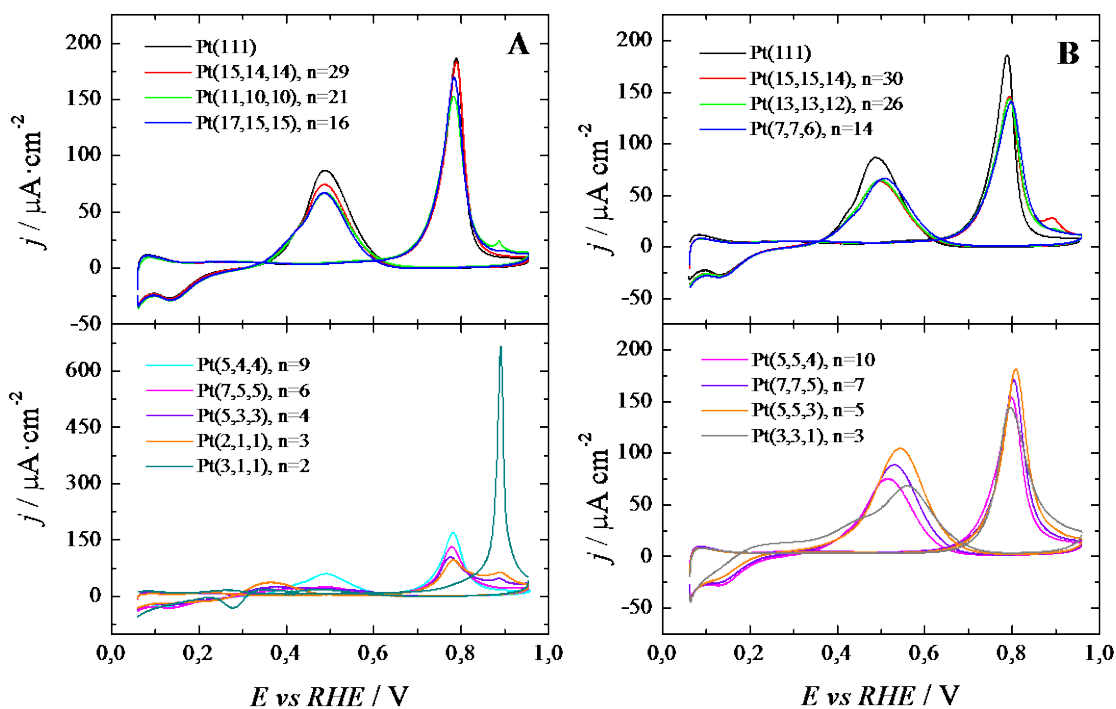 A
j / µA·cm-2
200
150
100
50
0
-50
Pt(111)
Pt(15,14,14), n=29
Pt(11,10,10), n=21
Pt(17,15,15), n=16
600
450
300
150
0
Pt(5,4,4), n=9
Pt(7,5,5), n=6
Pt(5,3,3), n=4
Pt(2,1,1), n=3
Pt(3,1,1), n=2
j / µA·cm-2
0,0 0,2 0,4 0,6 0,8 1,0
E vs RHE / V
B
j / µA cm-2
200
150
100
50
0
-50
Pt(111)
Pt(15,15,14), n=30
Pt(13,13,12), n=26
Pt(7,7,6), n=14
200
150
100
50
0
-50
Pt(5,5,4), n=10
Pt(7,7,5), n=7
Pt(5,5,3), n=5
Pt(3,3,1), n=3
j / µA cm-2
0,0 0,2 0,4 0,6 0,8 1,0
E vs RHE / V